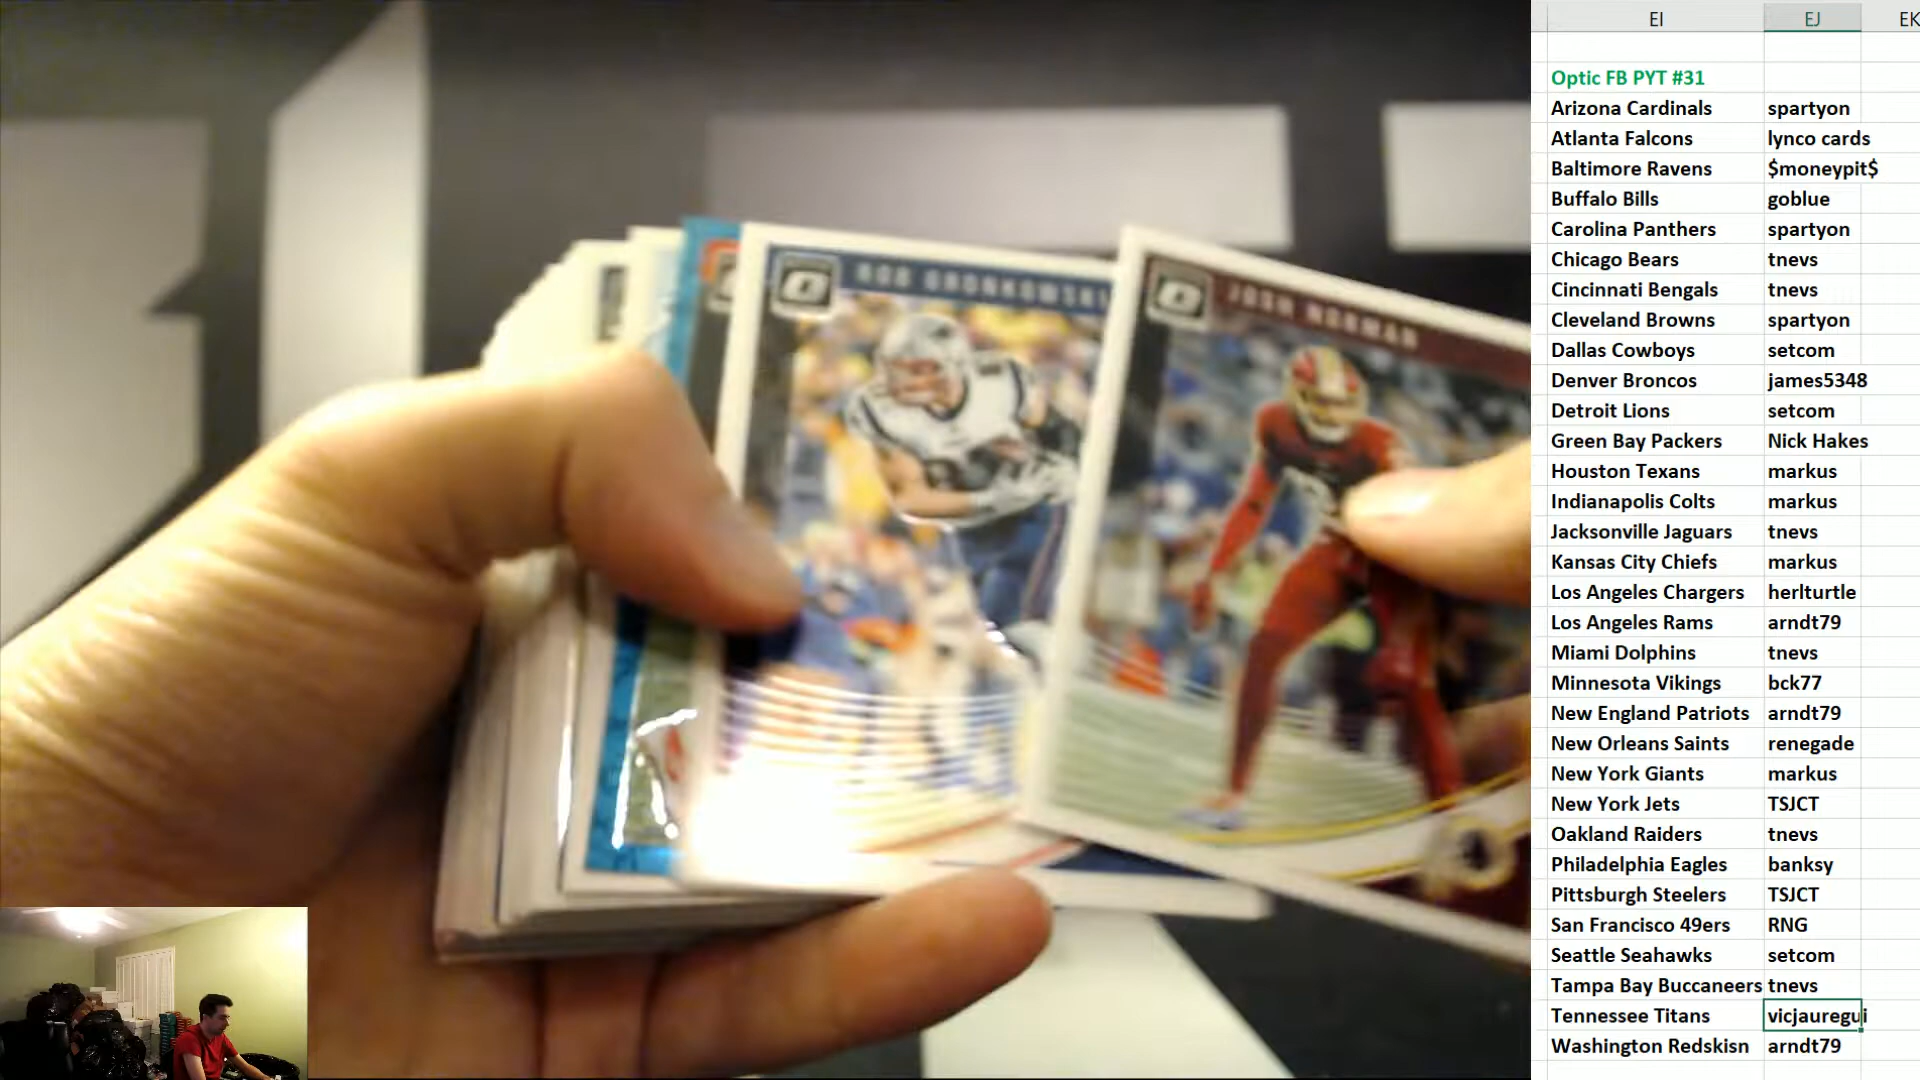 ROB GRONKOWSKI
JOSH NORMAN
EI EJ EK
Optic FB PYT #31
Arizona Cardinals spartyon
Atlanta Falcons lynco cards
Baltimore Ravens $moneypit$
Buffalo Bills goblue
Carolina Panthers spartyon
Chicago Bears tnevs
Cincinnati Bengals tnevs
Cleveland Browns spartyon
Dallas Cowboys setcom
Denver Broncos james5348
Detroit Lions setcom
Green Bay Packers Nick Hakes
Houston Texans markus
Indianapolis Colts markus
Jacksonville Jaguars tnevs
Kansas City Chiefs markus
Los Angeles Chargers herlturtle
Los Angeles Rams arndt79
Miami Dolphins tnevs
Minnesota Vikings bck77
New England Patriots arndt79
New Orleans Saints renegade
New York Giants markus
New York Jets TSJCT
Oakland Raiders tnevs
Philadelphia Eagles banksy
Pittsburgh Steelers TSJCT
San Francisco 49ers RNG
Seattle Seahawks setcom
Tampa Bay Buccaneers tnevs
Tennessee Titans vicjauregui
Washington Redskisn arndt79